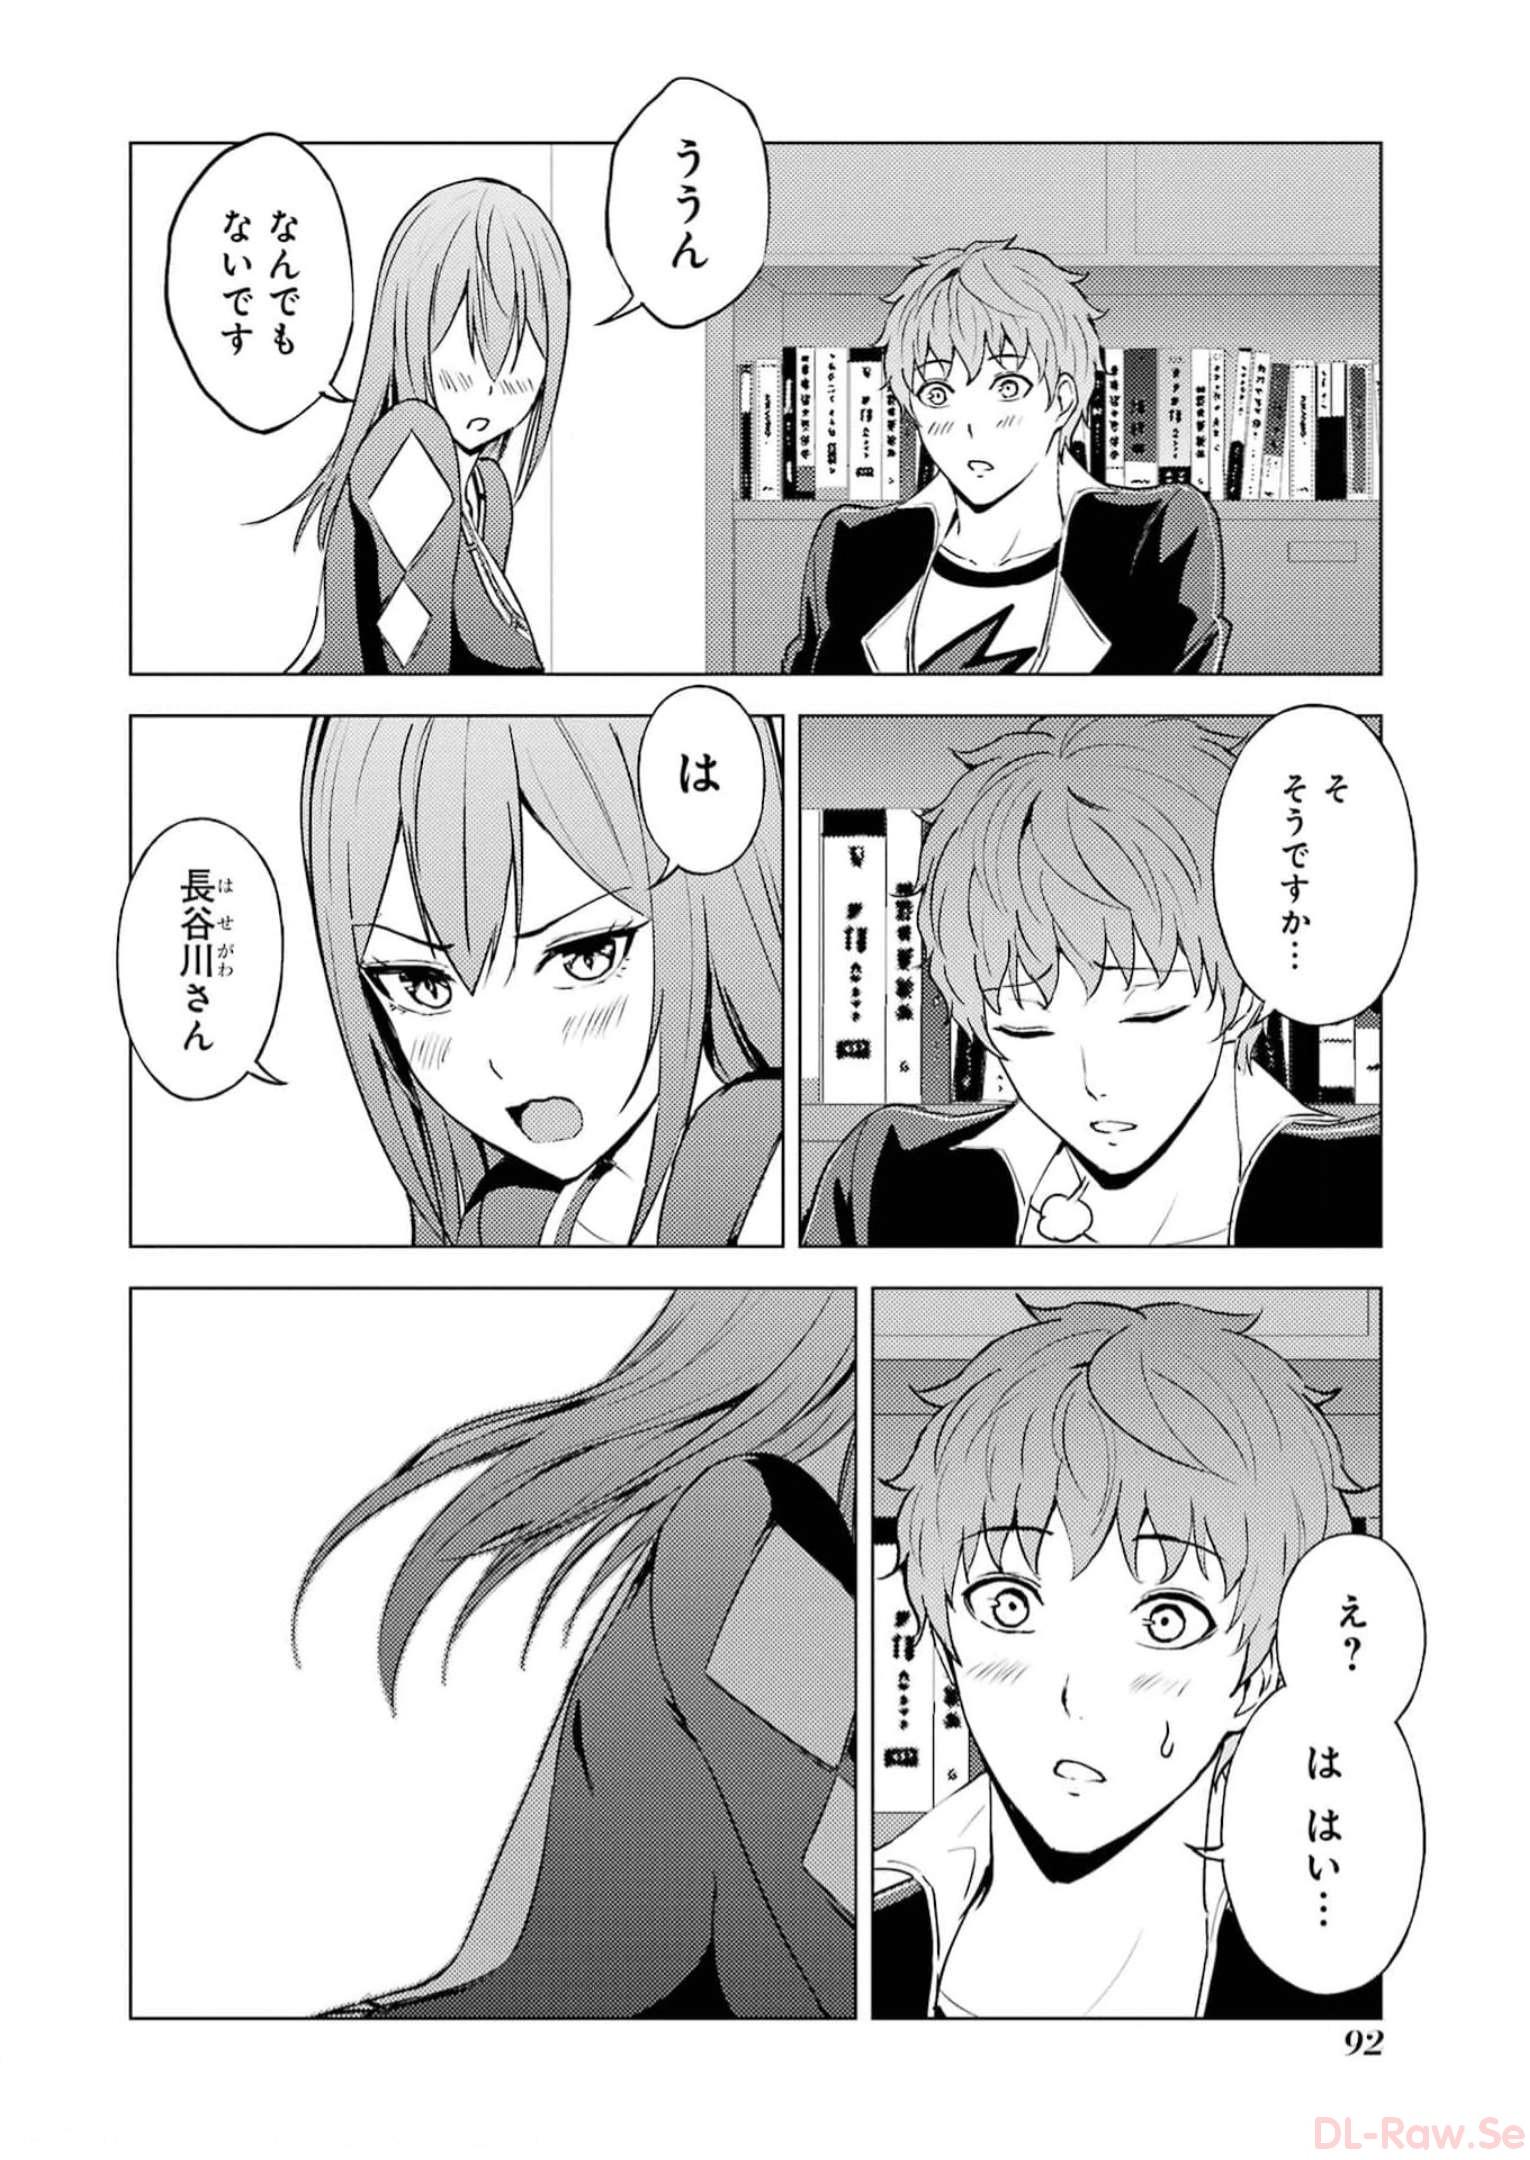 ううん
なんでも
ないです
そ
そうですか…
は
長谷川さん
はせがわ
え?
は はい…
92
DL-Raw.Se